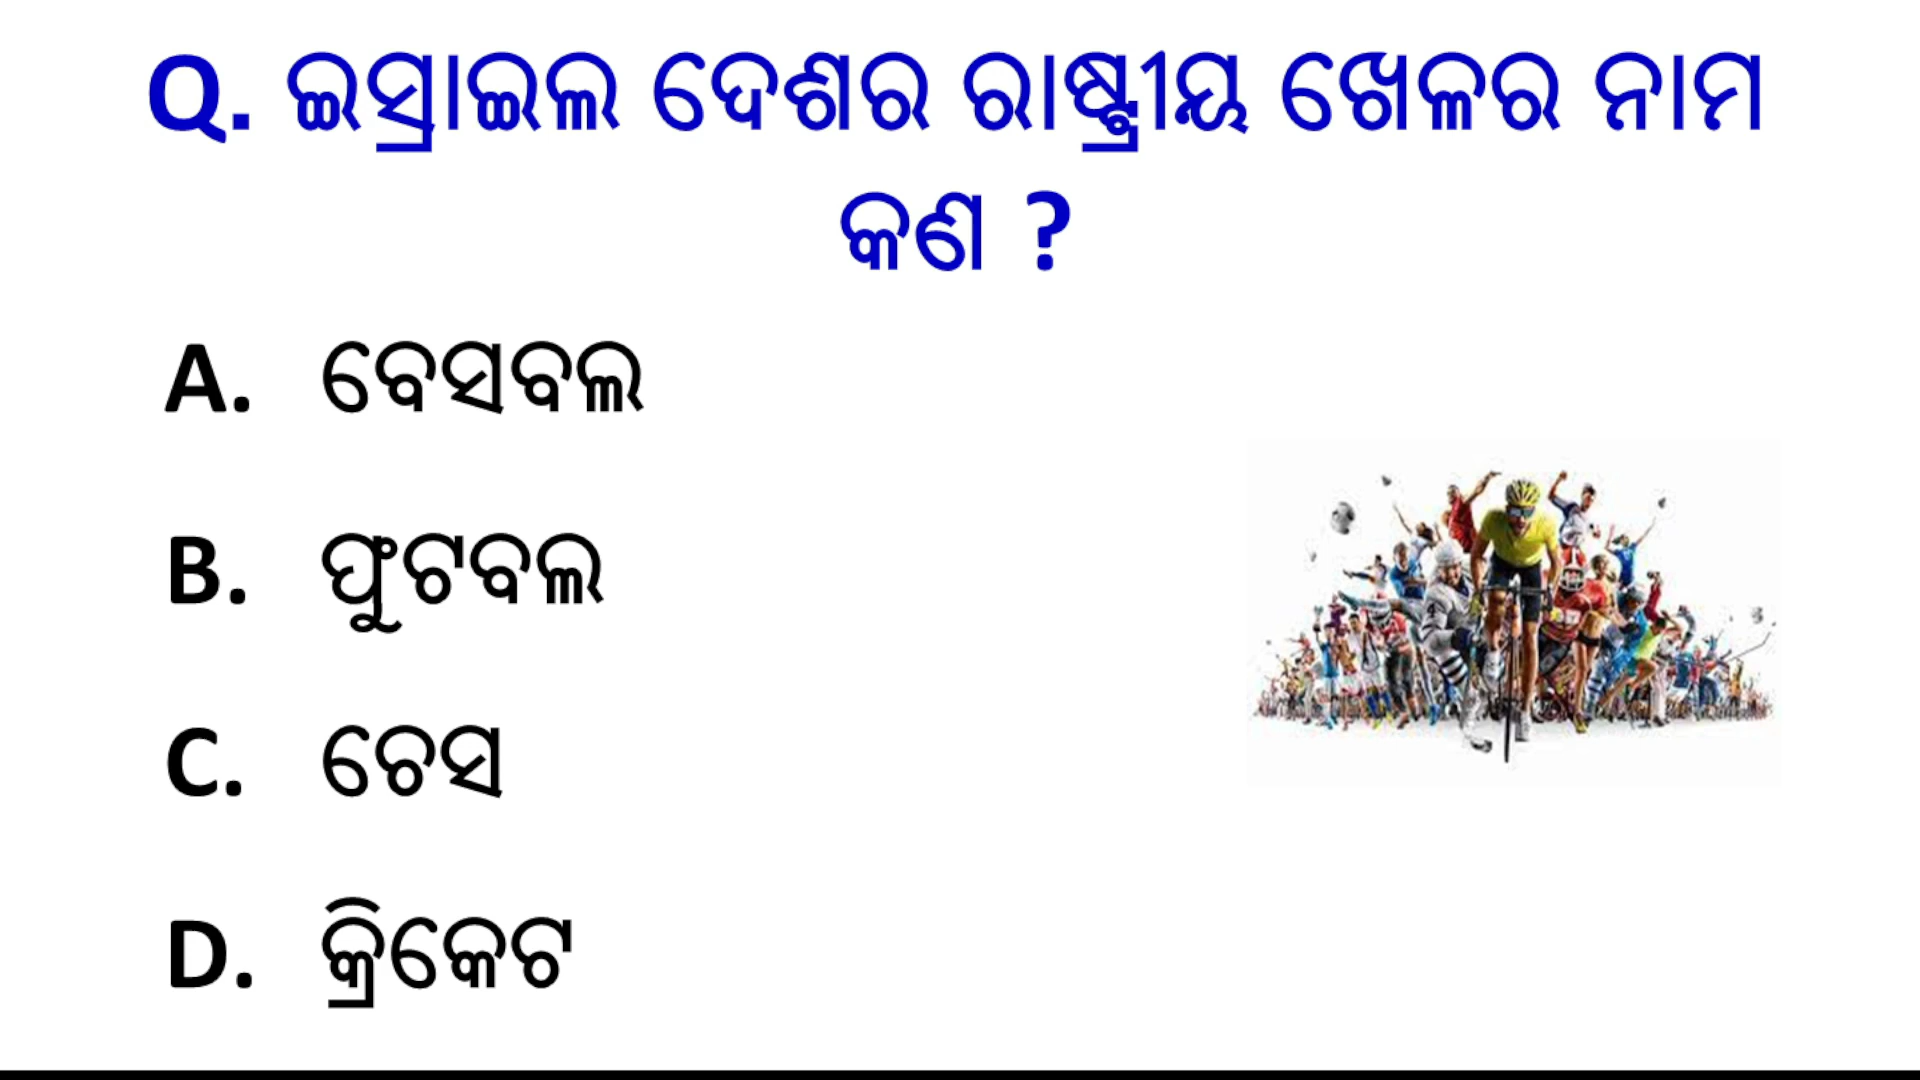 Q. ଇସ୍ରାଇଲ ଦେଶର ରାଷ୍ଟ୍ରୀୟ ଖେଳର ନାମ
କଣ ?
A. ବେସବଲ
B. ଫୁଟବଲ
C. ଚେସ
D. କ୍ରିକେଟ